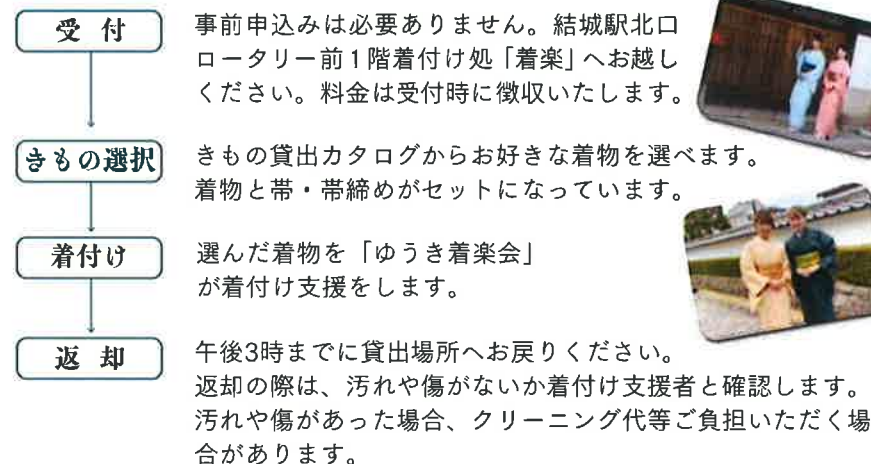 受付
事前申込みは必要ありません。結城駅北口
ロータリー前1階着付け処「着楽」へお越し
ください。料金は受付時に徴収いたします。
きもの選択
きもの貸出カタログからお好きな着物を選べます。
着物と帯・帯締めがセットになっています。
着付け
選んだ着物を「ゆうき着楽会」
が着付け支援をします。
返却
午後3時までに貸出場所へお戻りください。
返却の際は、汚れや傷がないか着付け支援者と確認します。
汚れや傷があった場合、クリーニング代等ご負担いただく場
合があります。